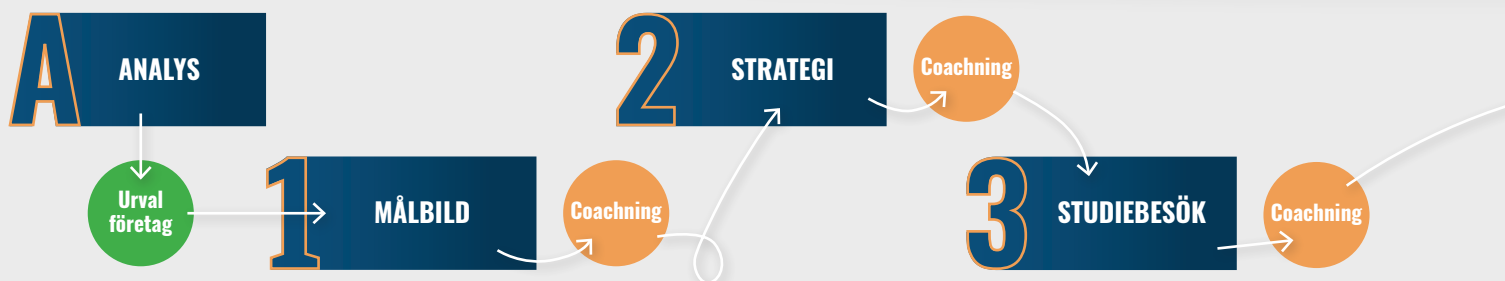 A
ANALYS
Urval
företag
1
MÅLBILD
Coachning
2
STRATEGI
Coachning
3
STUDIEBESÖK
Coachning